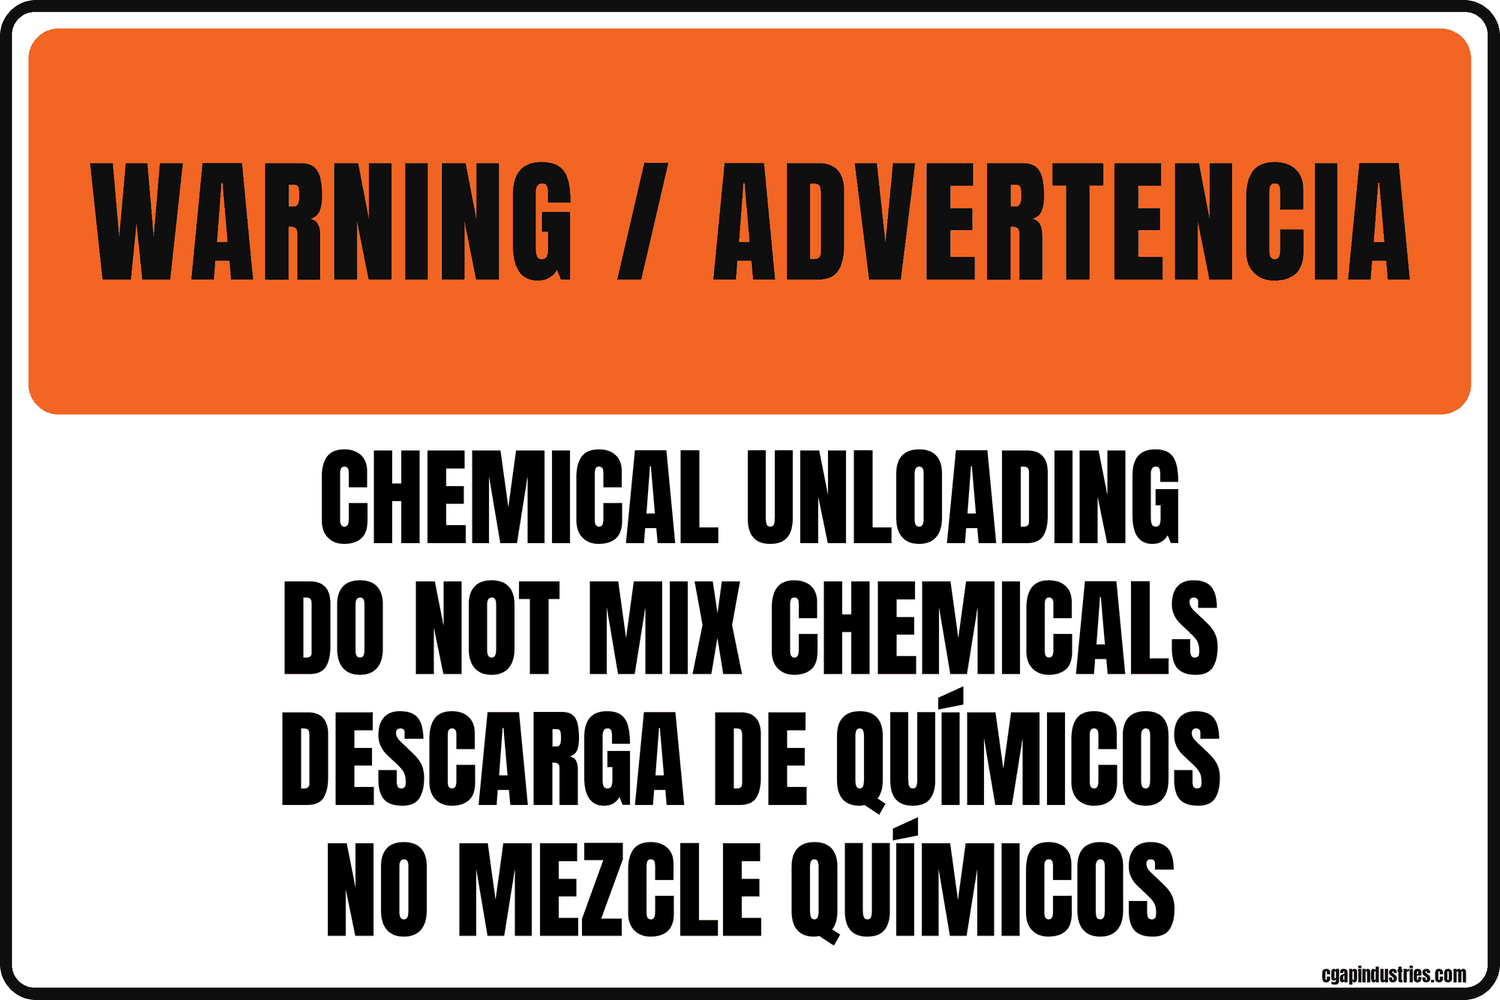 WARNING / ADVERTENCIA
CHEMICAL UNLOADING
DO NOT MIX CHEMICALS
DESCARGA DE QUÍMICOS
NO MEZCLE QUÍMICOS
cgapindustries.com